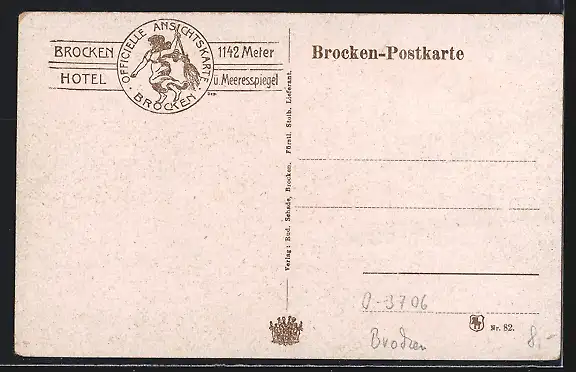 BROCKEN
HOTEL
OFFICIELLE ANSICHTSKARTE
BROCKEN
1142 Meter
ü. Meeresspiegel
Brocken-Postkarte
Verlag: Rud. Schade, Brocken, Fürstl. Stolb. Lieferant.
0-3706
Brocken
Nr. 82.
8,-